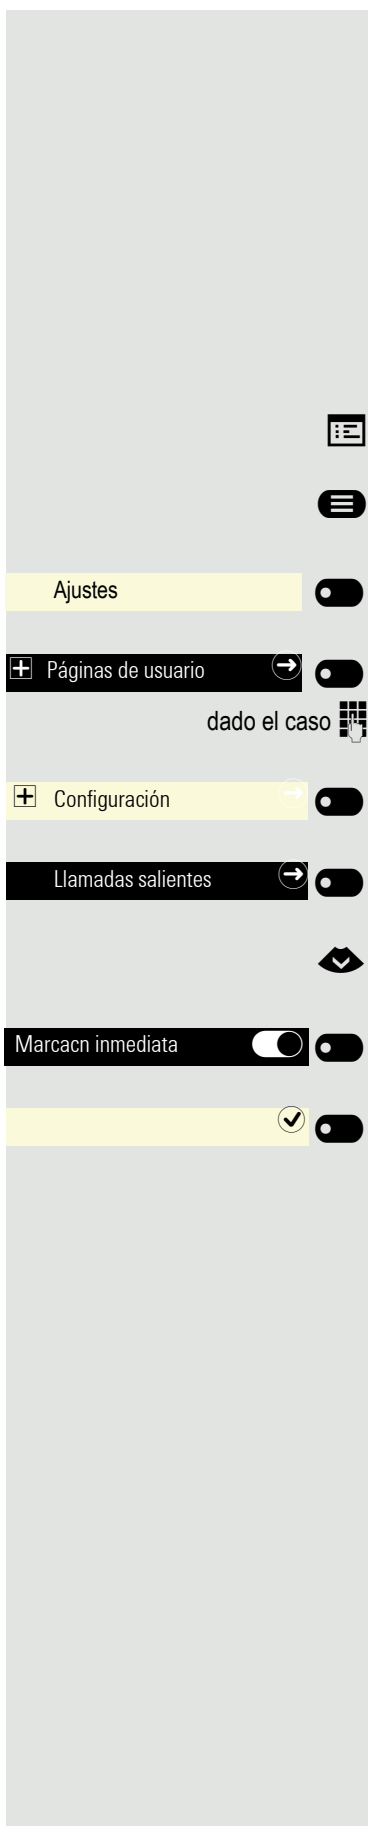 Ajustes
Páginas de usuario
dado el caso
Configuración
Llamadas salientes
Marcacn inmediata